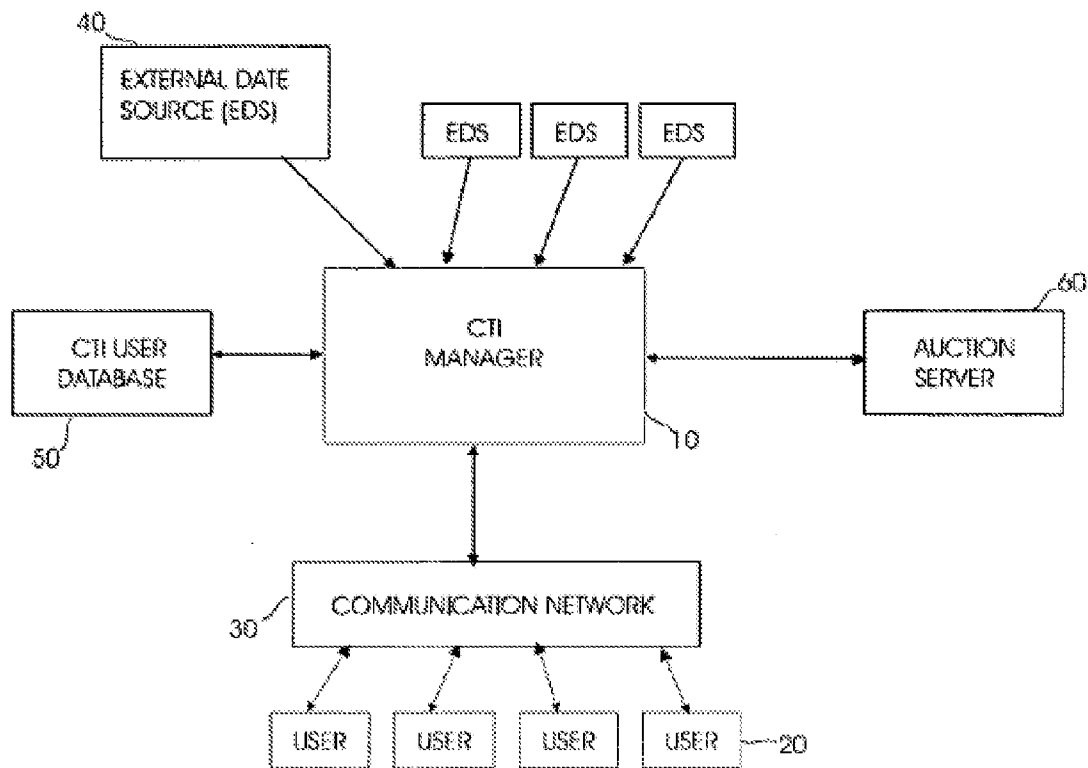 40
EXTERNAL DATE
SOURCE (EDS)
EDS
EDS
EDS
CTI USER
DATABASE
50
CTI
MANAGER
10
60
AUCTION
SERVER
30
COMMUNICATION NETWORK
USER
USER
USER
USER
20